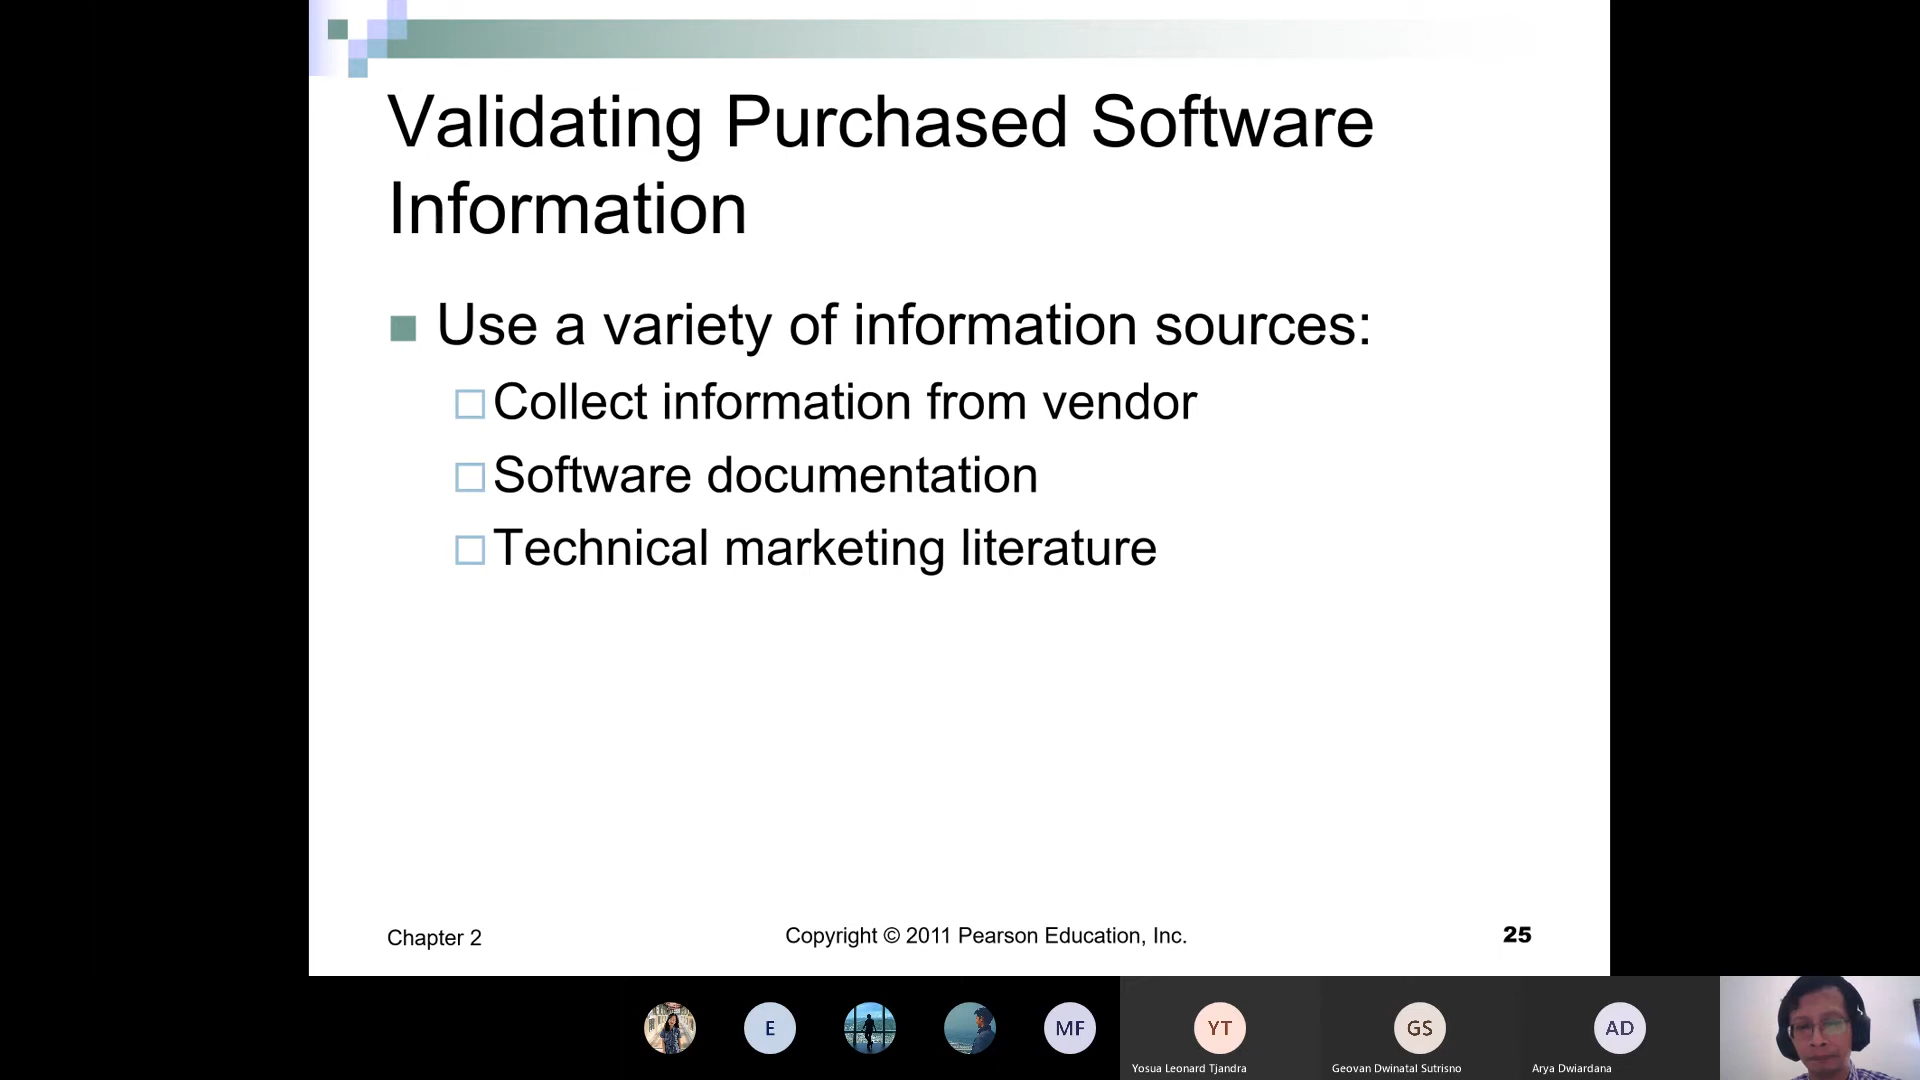 Validating Purchased Software
Information
Use a variety of information sources:
Collect information from vendor
Software documentation
Technical marketing literature
Chapter 2
Copyright © 2011 Pearson Education, Inc.
25
E
MF
YT
GS
AD
Yosua Leonard Tjandra
Geovan Dwinatal Sutrisno
Arya Dwiardana